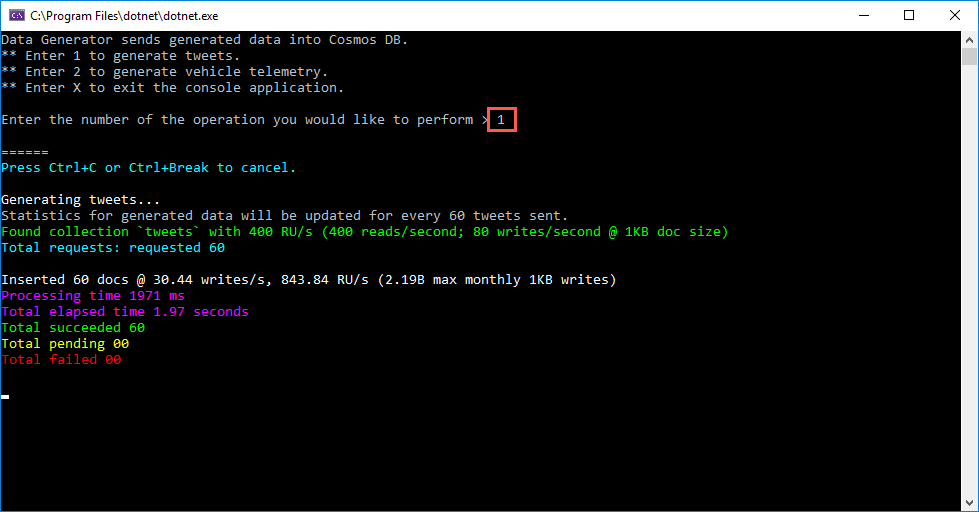 C:\Program Files\dotnet\dotnet.exe
Data Generator sends generated data into Cosmos DB.
** Enter 1 to generate tweets.
** Enter 2 to generate vehicle telemetry.
** Enter X to exit the console application.
Enter the number of the operation you would like to perform > 1
======
Press Ctrl+C or Ctrl+Break to cancel.
Generating tweets...
Statistics for generated data will be updated for every 60 tweets sent.
Found collection `tweets` with 400 RU/s (400 reads/second; 80 writes/second @ 1KB doc size)
Total requests: requested 60
Inserted 60 docs @ 30.44 writes/s, 843.84 RU/s (2.19B max monthly 1KB writes)
Processing time 1971 ms
Total elapsed time 1.97 seconds
Total succeeded 60
Total pending 00
Total failed 00